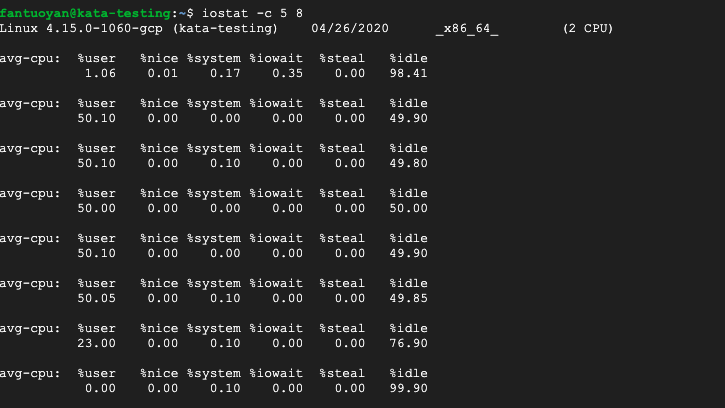 fantuoyan@kata-testing:~$ iostat -c 5 8
Linux 4.15.0-1060-gcp (kata-testing) 04/26/2020 _x86_64_ (2 CPU)
avg-cpu: %user %nice %system %iowait %steal %idle
1.06 0.01 0.17 0.35 0.00 98.41
avg-cpu: %user %nice %system %iowait %steal %idle
50.10 0.00 0.00 0.00 0.00 49.90
avg-cpu: %user %nice %system %iowait %steal %idle
50.10 0.00 0.10 0.00 0.00 49.80
avg-cpu: %user %nice %system %iowait %steal %idle
50.00 0.00 0.00 0.00 0.00 50.00
avg-cpu: %user %nice %system %iowait %steal %idle
50.10 0.00 0.00 0.00 0.00 49.90
avg-cpu: %user %nice %system %iowait %steal %idle
50.05 0.00 0.10 0.00 0.00 49.85
avg-cpu: %user %nice %system %iowait %steal %idle
23.00 0.00 0.10 0.00 0.00 76.90
avg-cpu: %user %nice %system %iowait %steal %idle
0.00 0.00 0.10 0.00 0.00 99.90